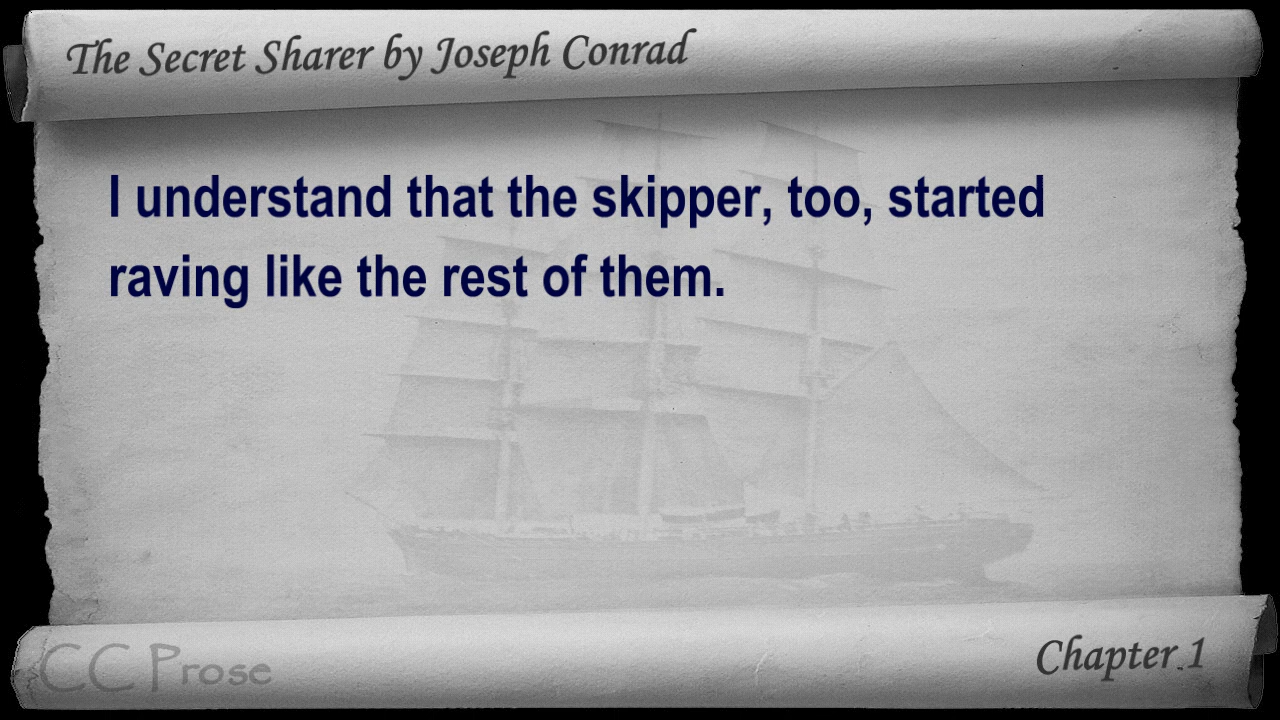 The Secret Sharer by Joseph Conrad
I understand that the skipper, too, started
raving like the rest of them.
CC Prose
Chapter 1